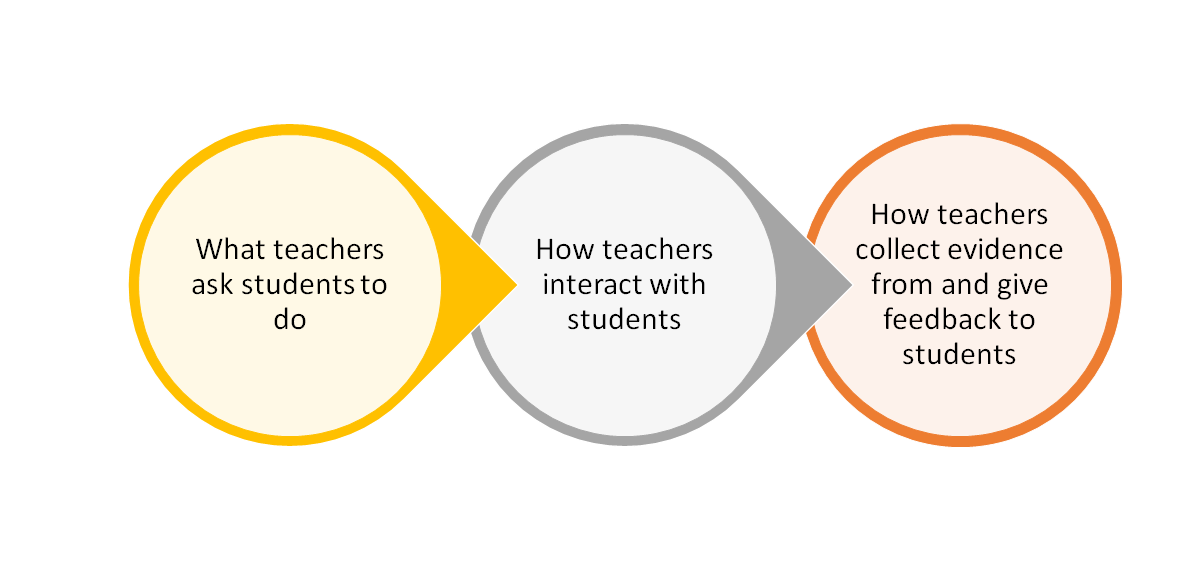 What teachers
ask students to
do
How teachers
interact with
students
How teachers
collect evidence
from and give
feedback to
students